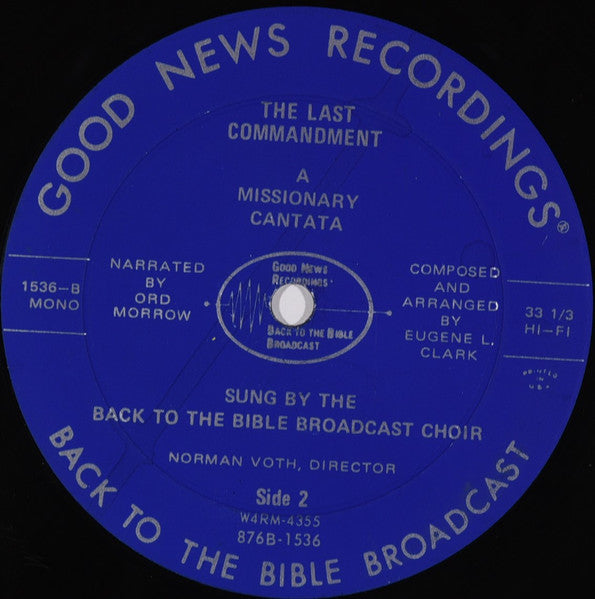 GOOD NEWS RECORDINGS®
THE LAST
COMMANDMENT
A
MISSIONARY
CANTATA
NARRATED
BY
ORD
MORROW
1536-B
MONO
GOOD NEWS
RECORDINGS
BACK TO THE BIBLE
BROADCAST
COMPOSED
AND
ARRANGED
BY
EUGENE L.
CLARK
33 1/3
HI-FI
PRINTED
IN
USA
SUNG BY THE
BACK TO THE BIBLE BROADCAST CHOIR
NORMAN VOTH, DIRECTOR
Side 2
W4RM-4355
876B-1536
BACK TO THE BIBLE BROADCAST